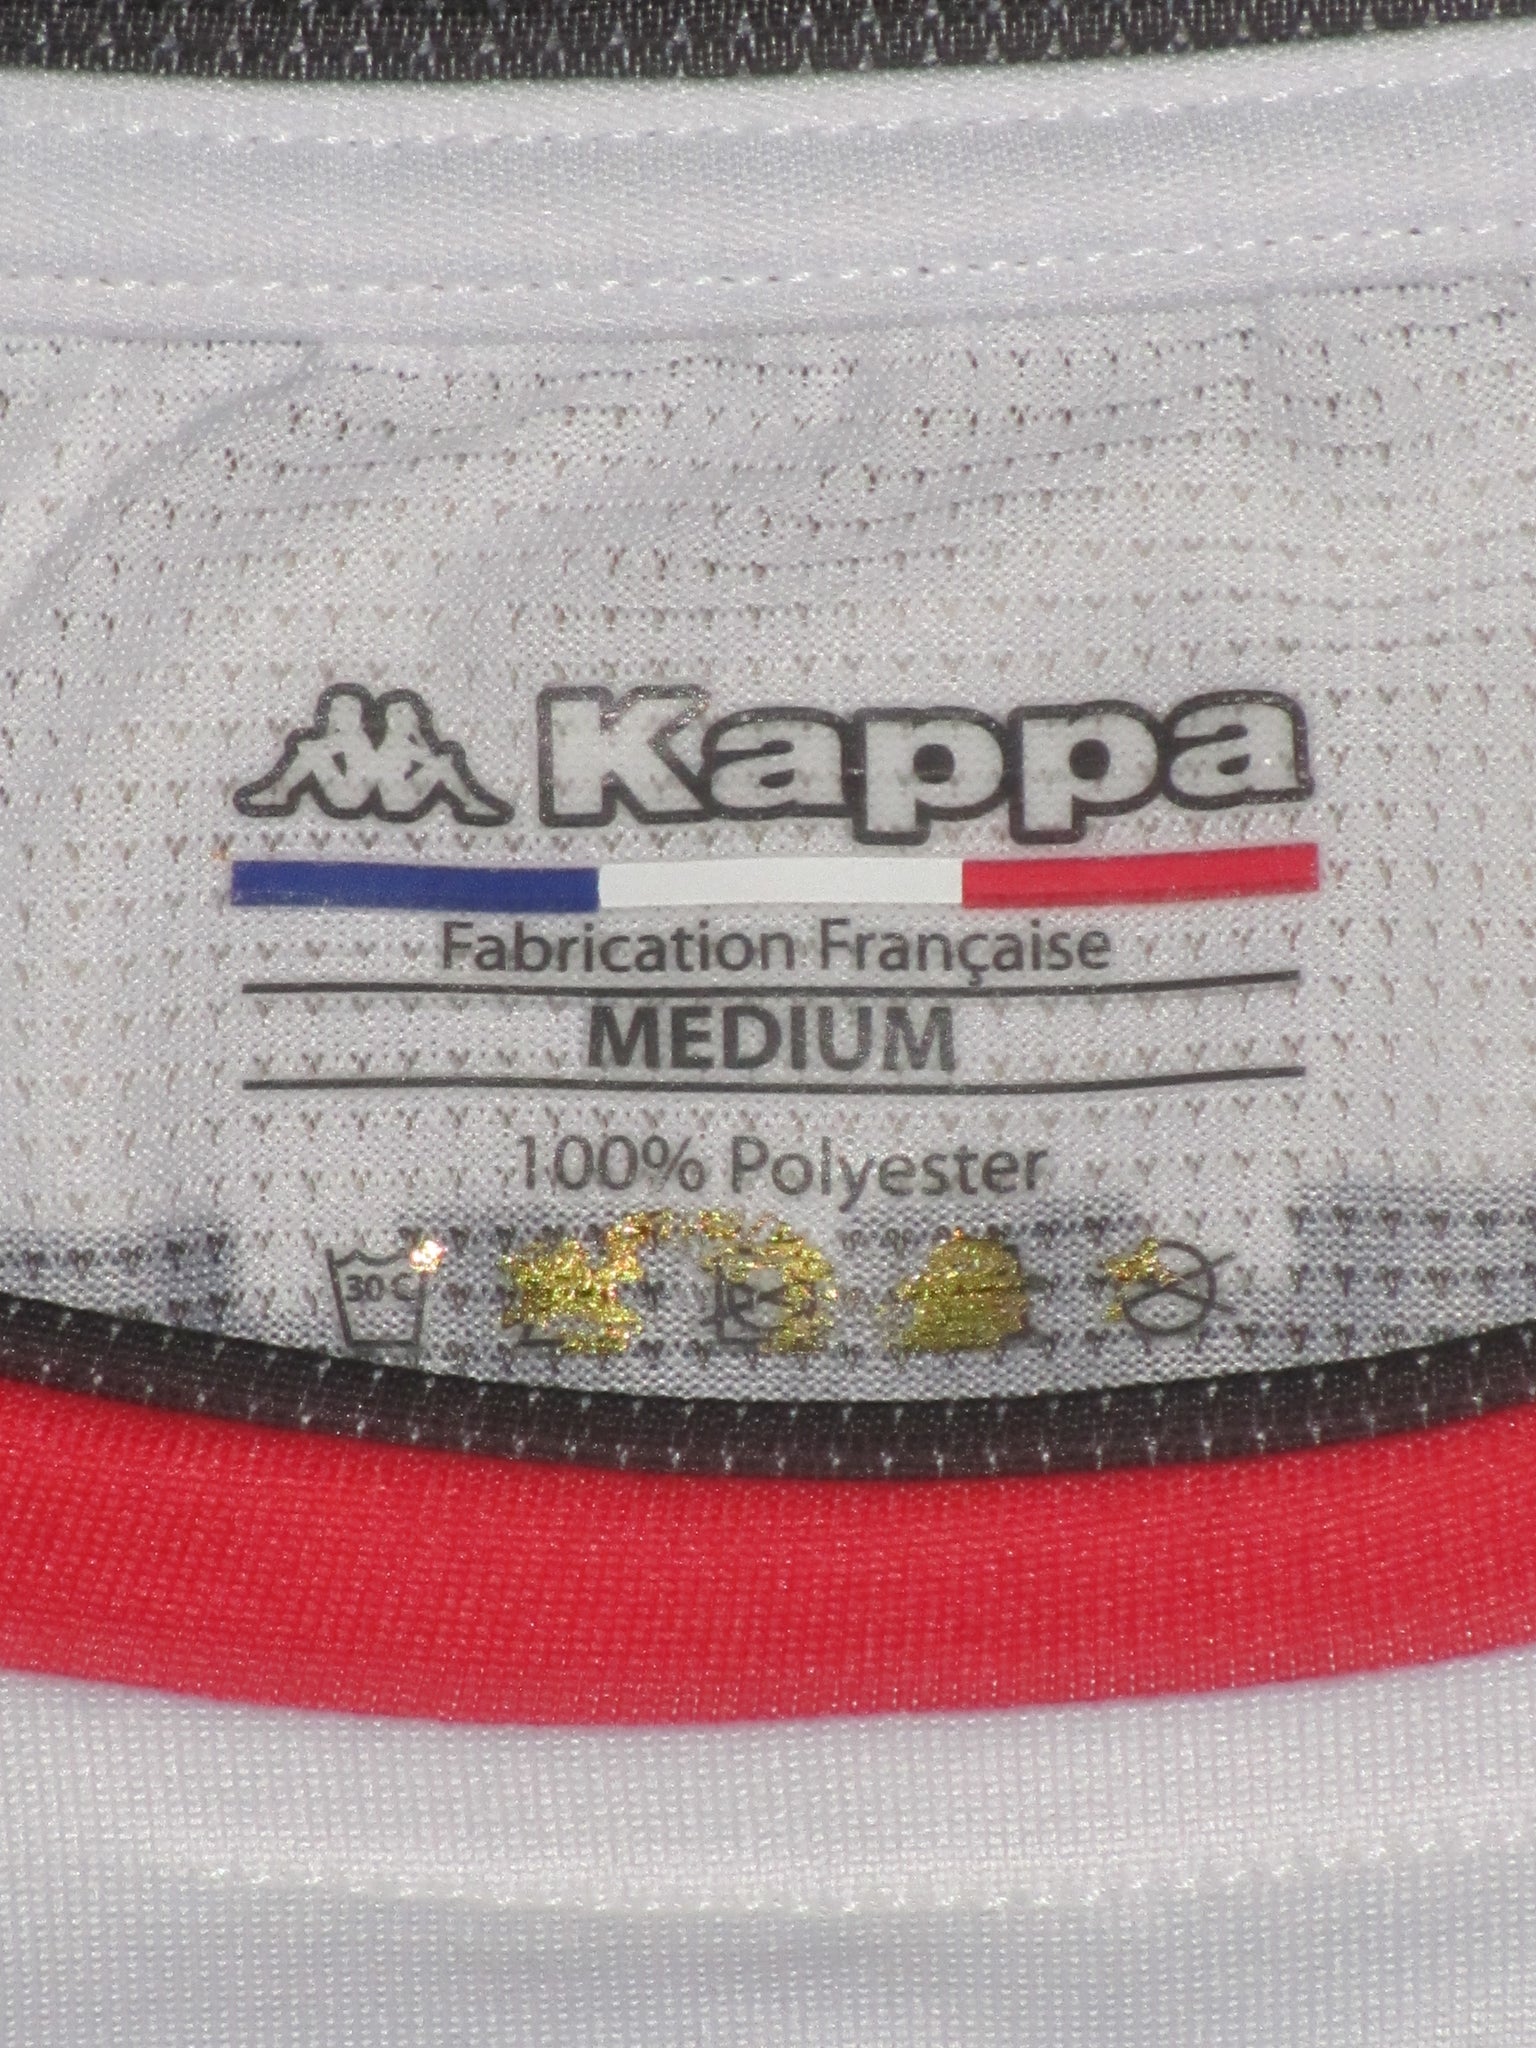 Kappa
Fabrication Française
MEDIUM
100% Polyester
30 C